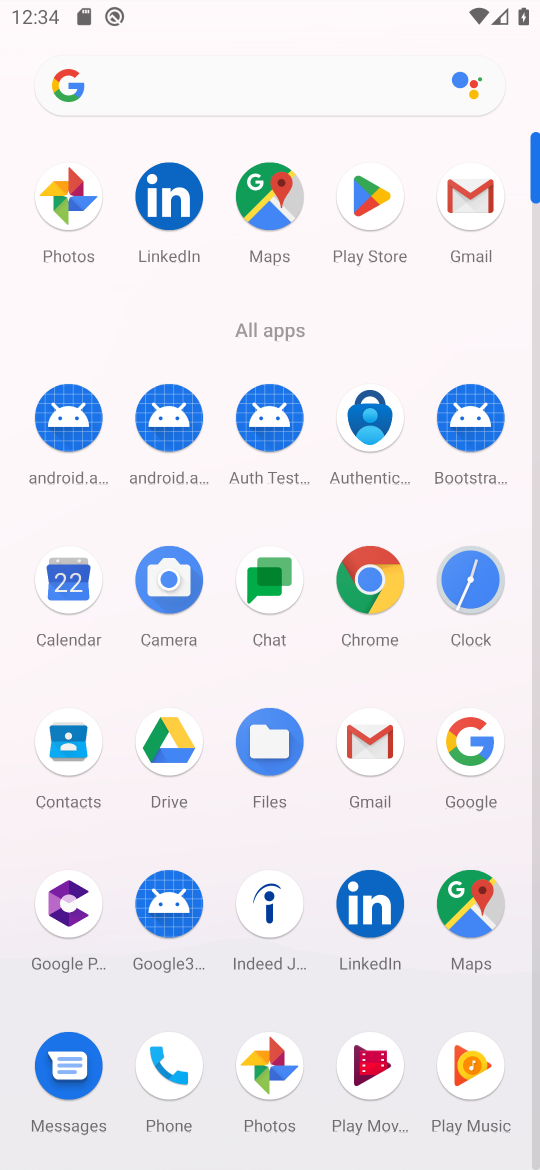 12:34
Photos LinkedIn Maps Play Store Gmail
All apps
android.a... android.a... Auth Test... Authentic... Bootstra...
22
Calendar Camera Chat Chrome Clock
Contacts Drive Files Gmail Google
Google P... Google3... Indeed J... LinkedIn Maps
Messages Phone Photos Play Mov... Play Music